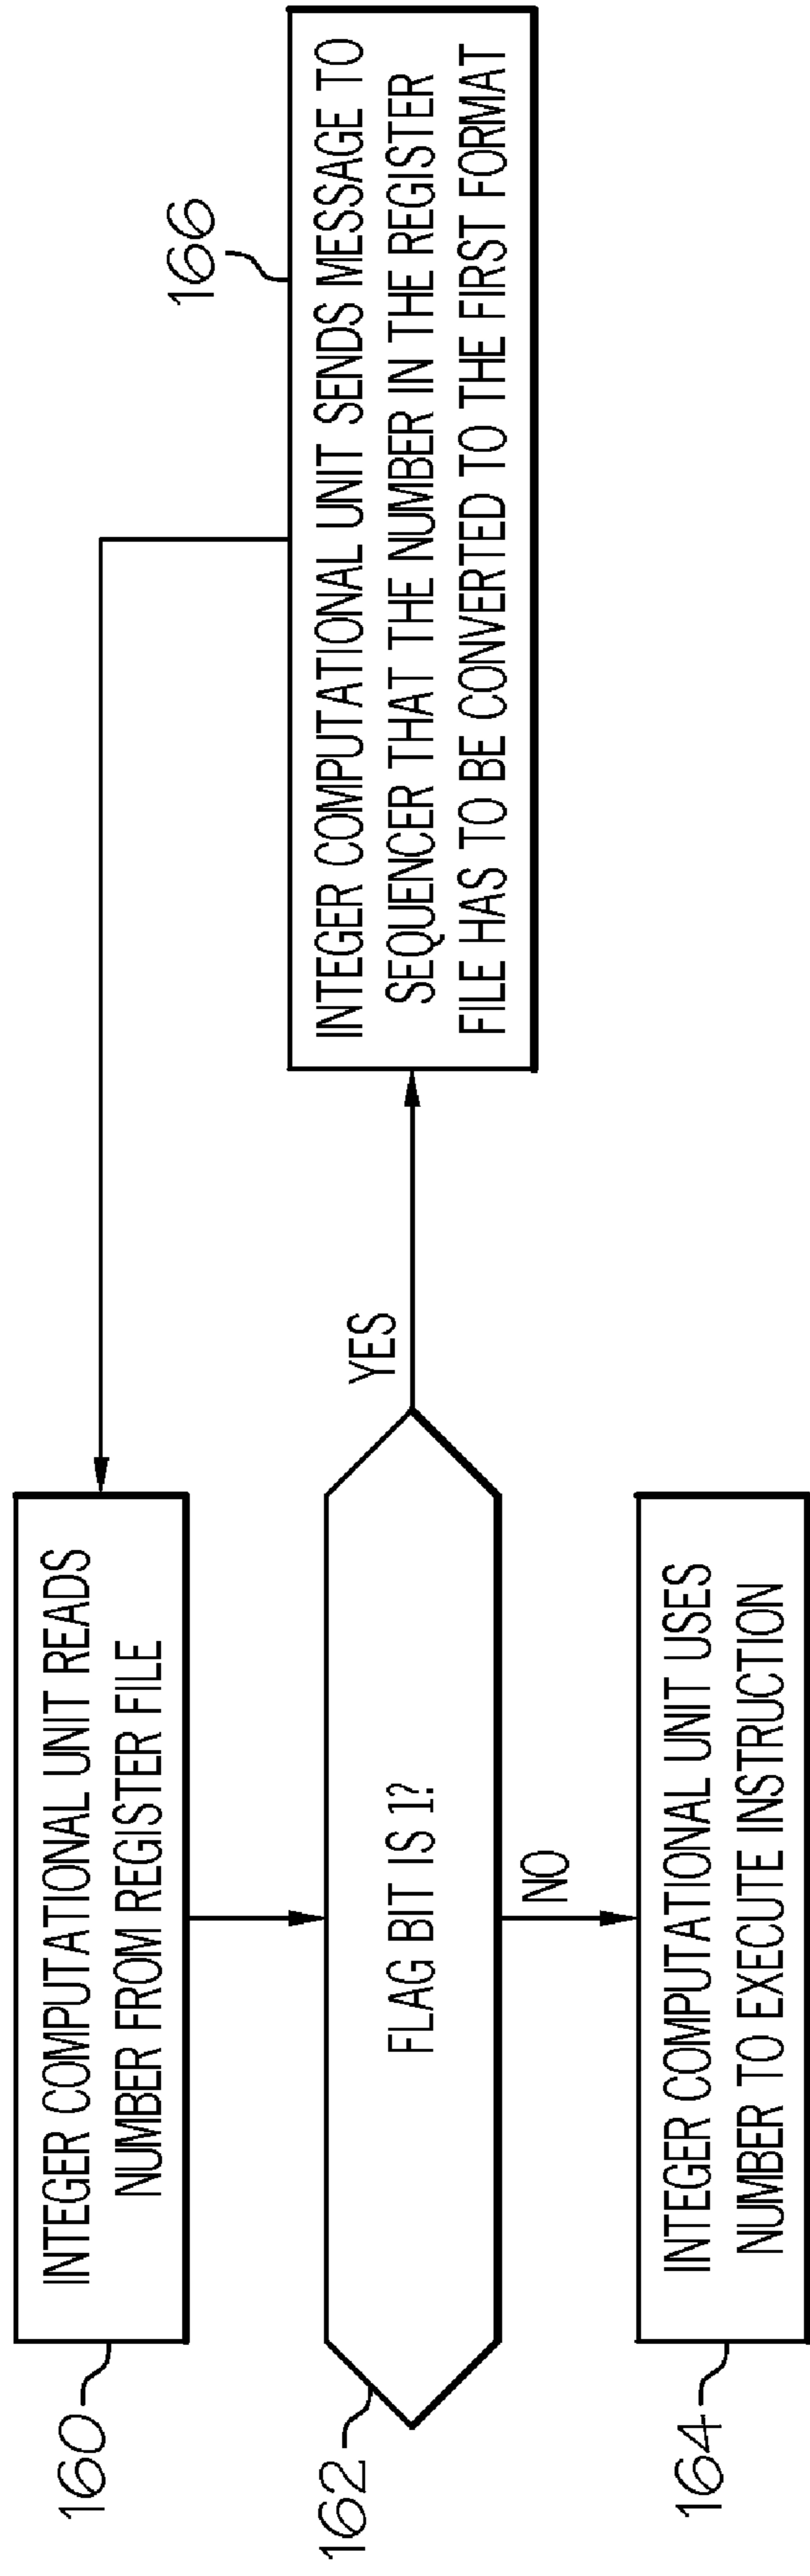 160
INTEGER COMPUTATIONAL UNIT READS
NUMBER FROM REGISTER FILE
162
FLAG BIT IS 1?
YES
NO
164
INTEGER COMPUTATIONAL UNIT USES
NUMBER TO EXECUTE INSTRUCTION
166
INTEGER COMPUTATIONAL UNIT SENDS MESSAGE TO
SEQUENCER THAT THE NUMBER IN THE REGISTER
FILE HAS TO BE CONVERTED TO THE FIRST FORMAT